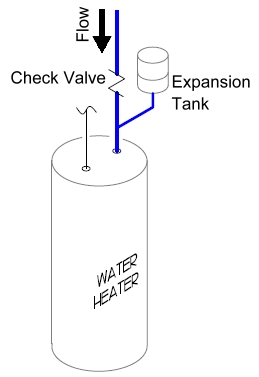 Flow
Check Valve
Expansion
Tank
WATER
HEATER